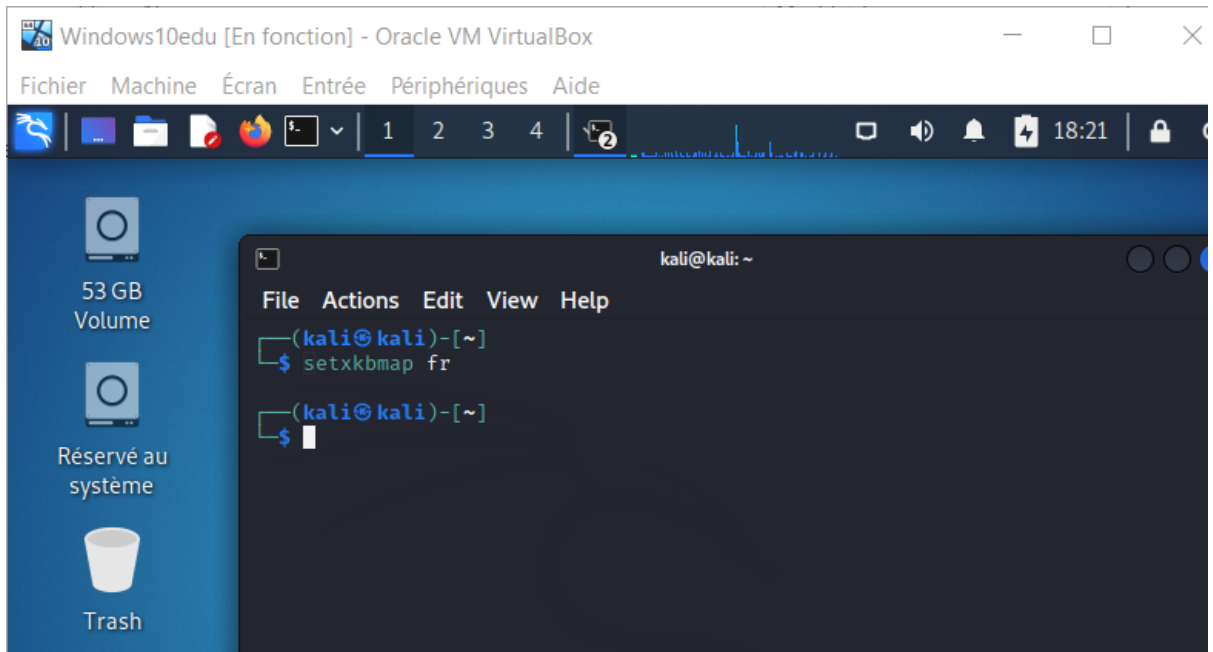 Windows10edu [En fonction] - Oracle VM VirtualBox
Fichier Machine Écran Entrée Périphériques Aide
1 2 3 4 2 18:21
53 GB
Volume
Réservé au
système
Trash
kali@kali: ~
File Actions Edit View Help
┌──(kali㉿kali)-[~]
└─$ setxkbmap fr
┌──(kali㉿kali)-[~]
└─$